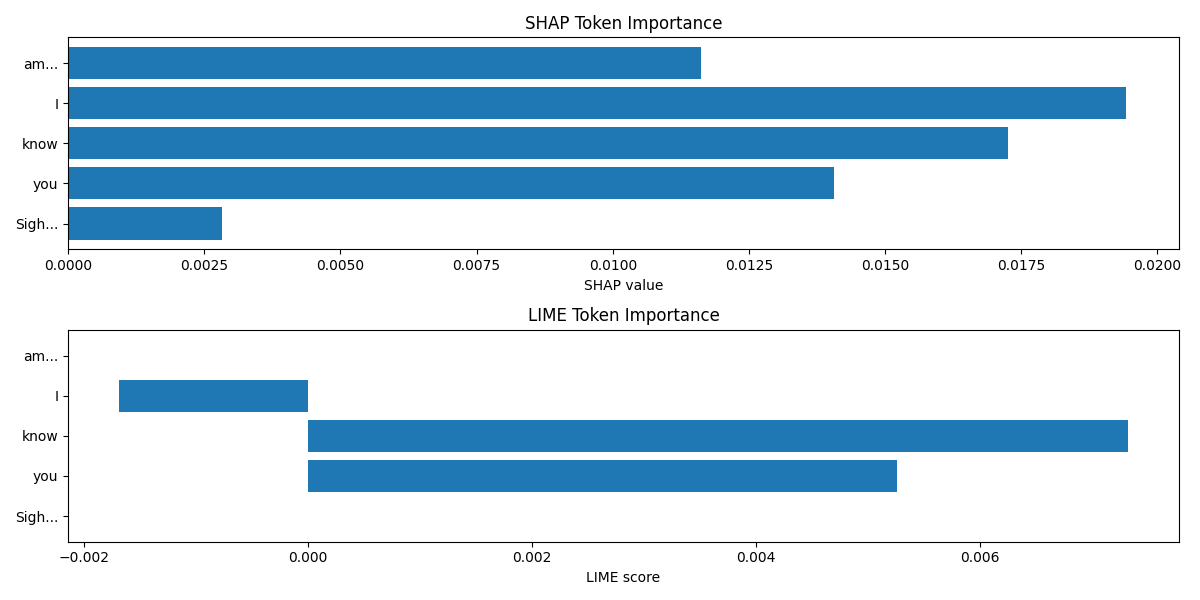 SHAP Token Importance
am...
I
know
you
Sigh...
0.0000 0.0025 0.0050 0.0075 0.0100 0.0125 0.0150 0.0175 0.0200
SHAP value
LIME Token Importance
am...
I
know
you
Sigh...
−0.002 0.000 0.002 0.004 0.006
LIME score